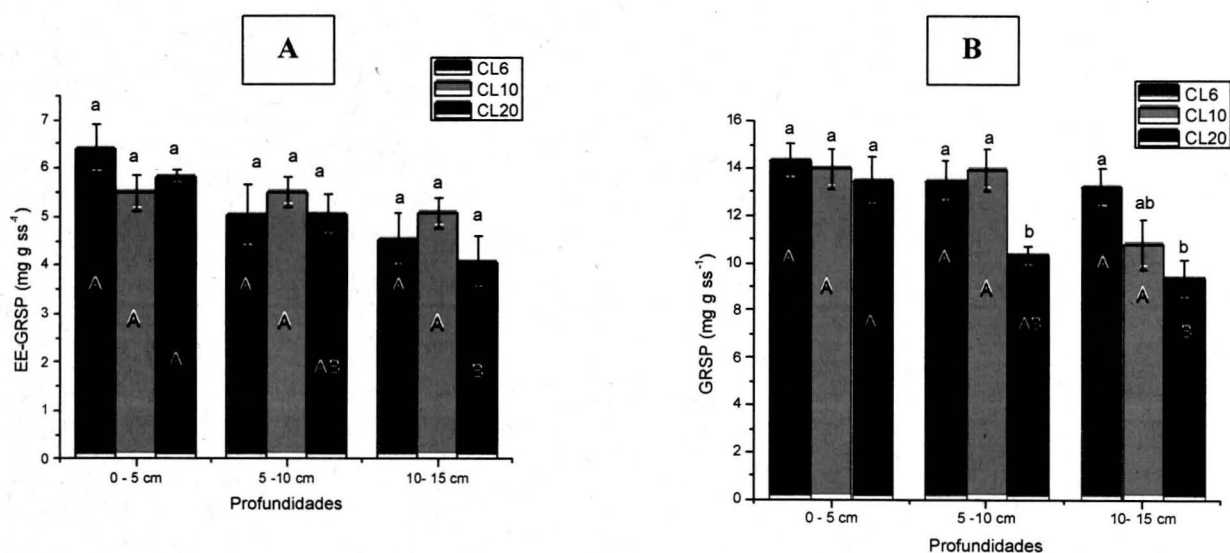 A
CL6
CL10
CL20
EE-GRSP (mg g ss⁻¹)
7
6
5
4
3
2
1
0
a
a
a
a
a
a
a
a
a
A
A
A
A
A
AB
A
A
B
0 - 5 cm
5 -10 cm
10- 15 cm
Profundidades
B
CL6
CL10
CL20
GRSP (mg g ss⁻¹)
16
14
12
10
8
6
4
2
0
a
a
a
a
a
b
a
ab
b
A
A
A
A
A
AB
A
A
B
0 - 5 cm
5 -10 cm
10- 15 cm
Profundidades